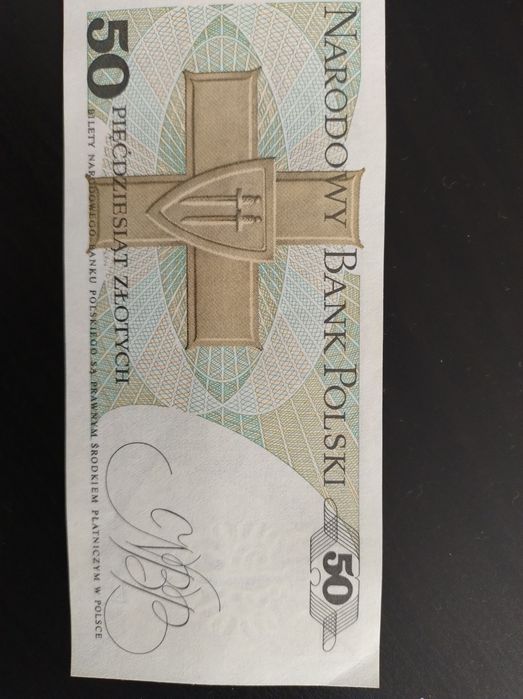 NARODOWY BANK POLSKI
50
PIĘĆDZIESIĄT ZŁOTYCH
BILETY NARODOWEGO BANKU POLSKIEGO SĄ PRAWNYM ŚRODKIEM PŁATNICZYM W POLSCE
50